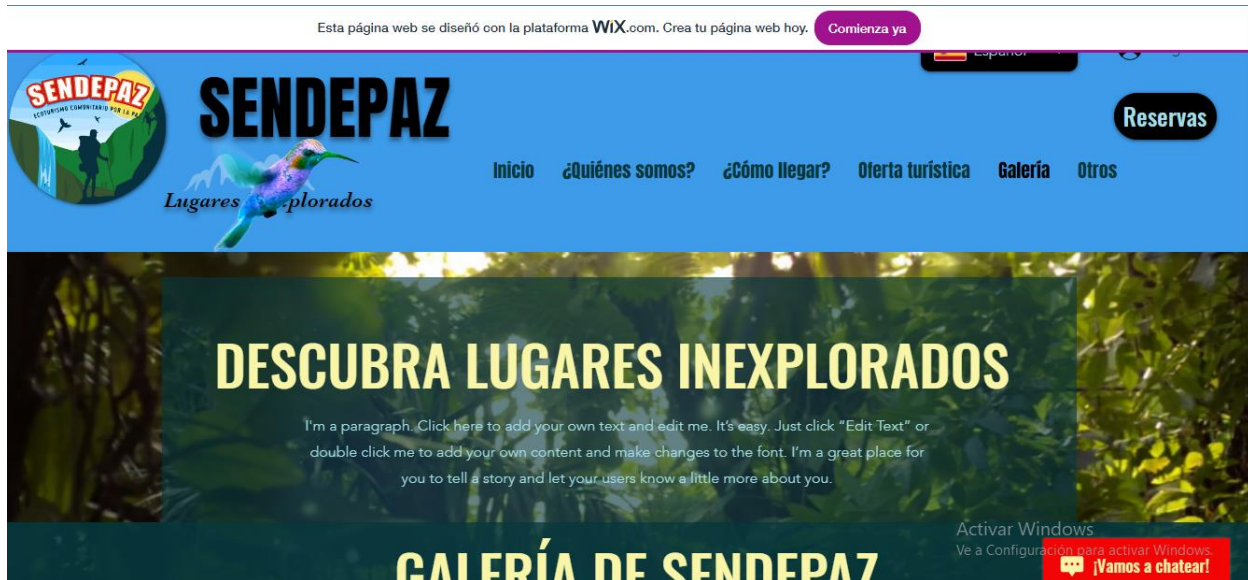 Esta página web se diseñó con la plataforma WiX.com. Crea tu página web hoy. Comienza ya
Español
SENDEPAZ
ECOTURISMO COMUNITARIO POR LA PAZ
SENDEPAZ
Lugares
plorados
Reservas
Inicio ¿Quiénes somos? ¿Cómo llegar? Oferta turística Galería Otros
DESCUBRA LUGARES INEXPLORADOS
I'm a paragraph. Click here to add your own text and edit me. It's easy. Just click "Edit Text" or
double click me to add your own content and make changes to the font. I'm a great place for
you to tell a story and let your users know a little more about you.
GALERÍA DE SENDEPAZ
Activar Windows
Ve a Configuración para activar Windows.
¡Vamos a chatear!